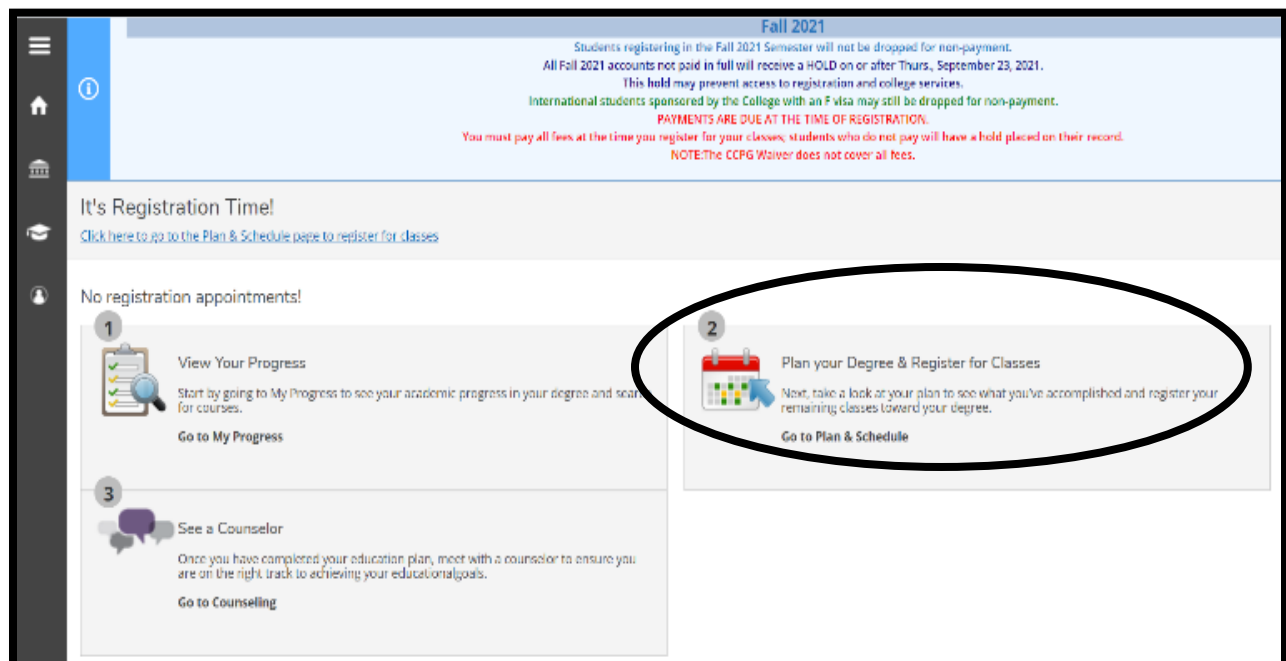 Fall 2021
Students registering in the Fall 2021 Semester will not be dropped for non-payment.
All Fall 2021 accounts not paid in full will receive a HOLD on or after Thurs., September 23, 2021.
This hold may prevent access to registration and college services.
International students sponsored by the College with an F visa may still be dropped for non-payment.
PAYMENTS ARE DUE AT THE TIME OF REGISTRATION.
You must pay all fees at the time you register for your classes; students who do not pay will have a hold placed on their record.
NOTE:The CCPG Waiver does not cover all fees.
It's Registration Time!
Click here to go to the Plan & Schedule page to register for classes
No registration appointments!
1
View Your Progress
Start by going to My Progress to see your academic progress in your degree and sear
for courses.
Go to My Progress
2
Plan your Degree & Register for Classes
Next, take a look at your plan to see what you've accomplished and register your
remaining classes toward your degree.
Go to Plan & Schedule
3
See a Counselor
Once you have completed your education plan, meet with a counselor to ensure you
are on the right track to achieving your educationalgoals.
Go to Counseling